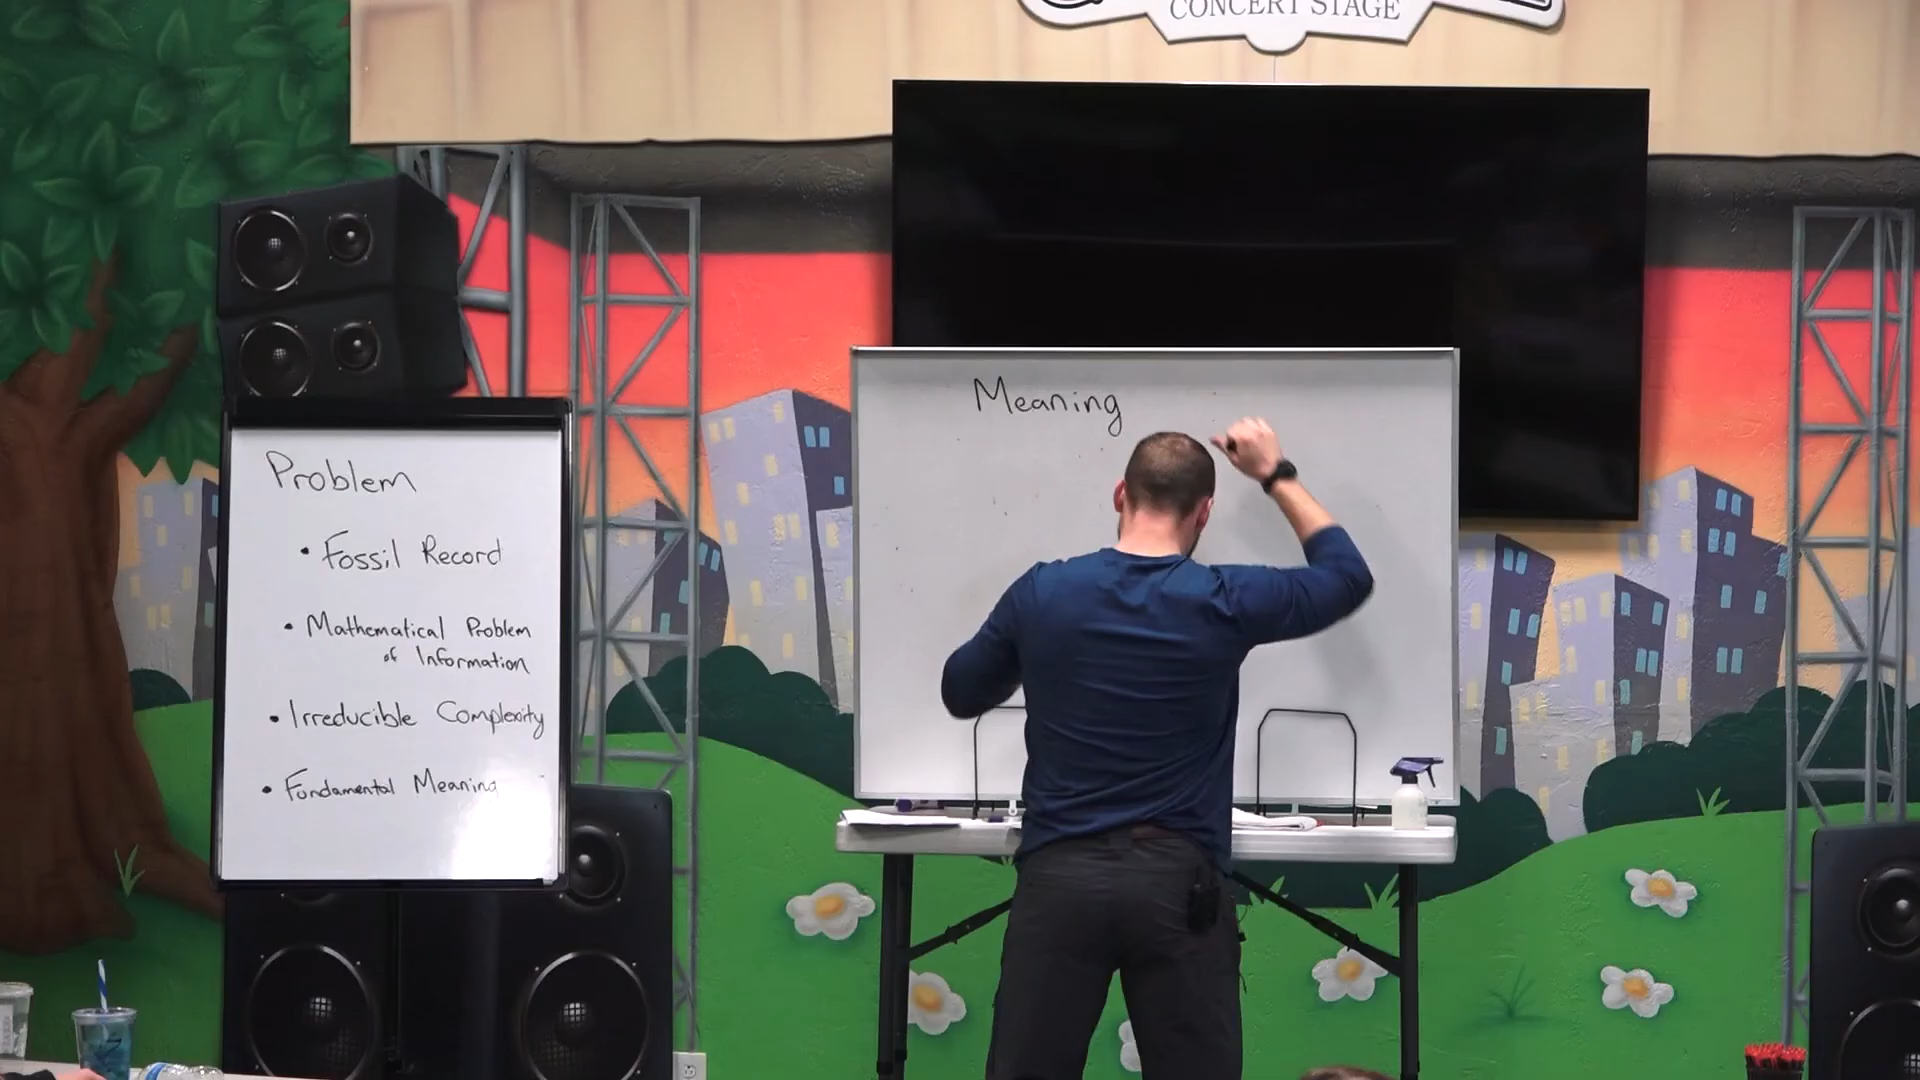 CONCERT STAGE
Meaning
Problem
• Fossil Record
• Mathematical Problem
of Information
• Irreducible Complexity
• Fundamental Meaning